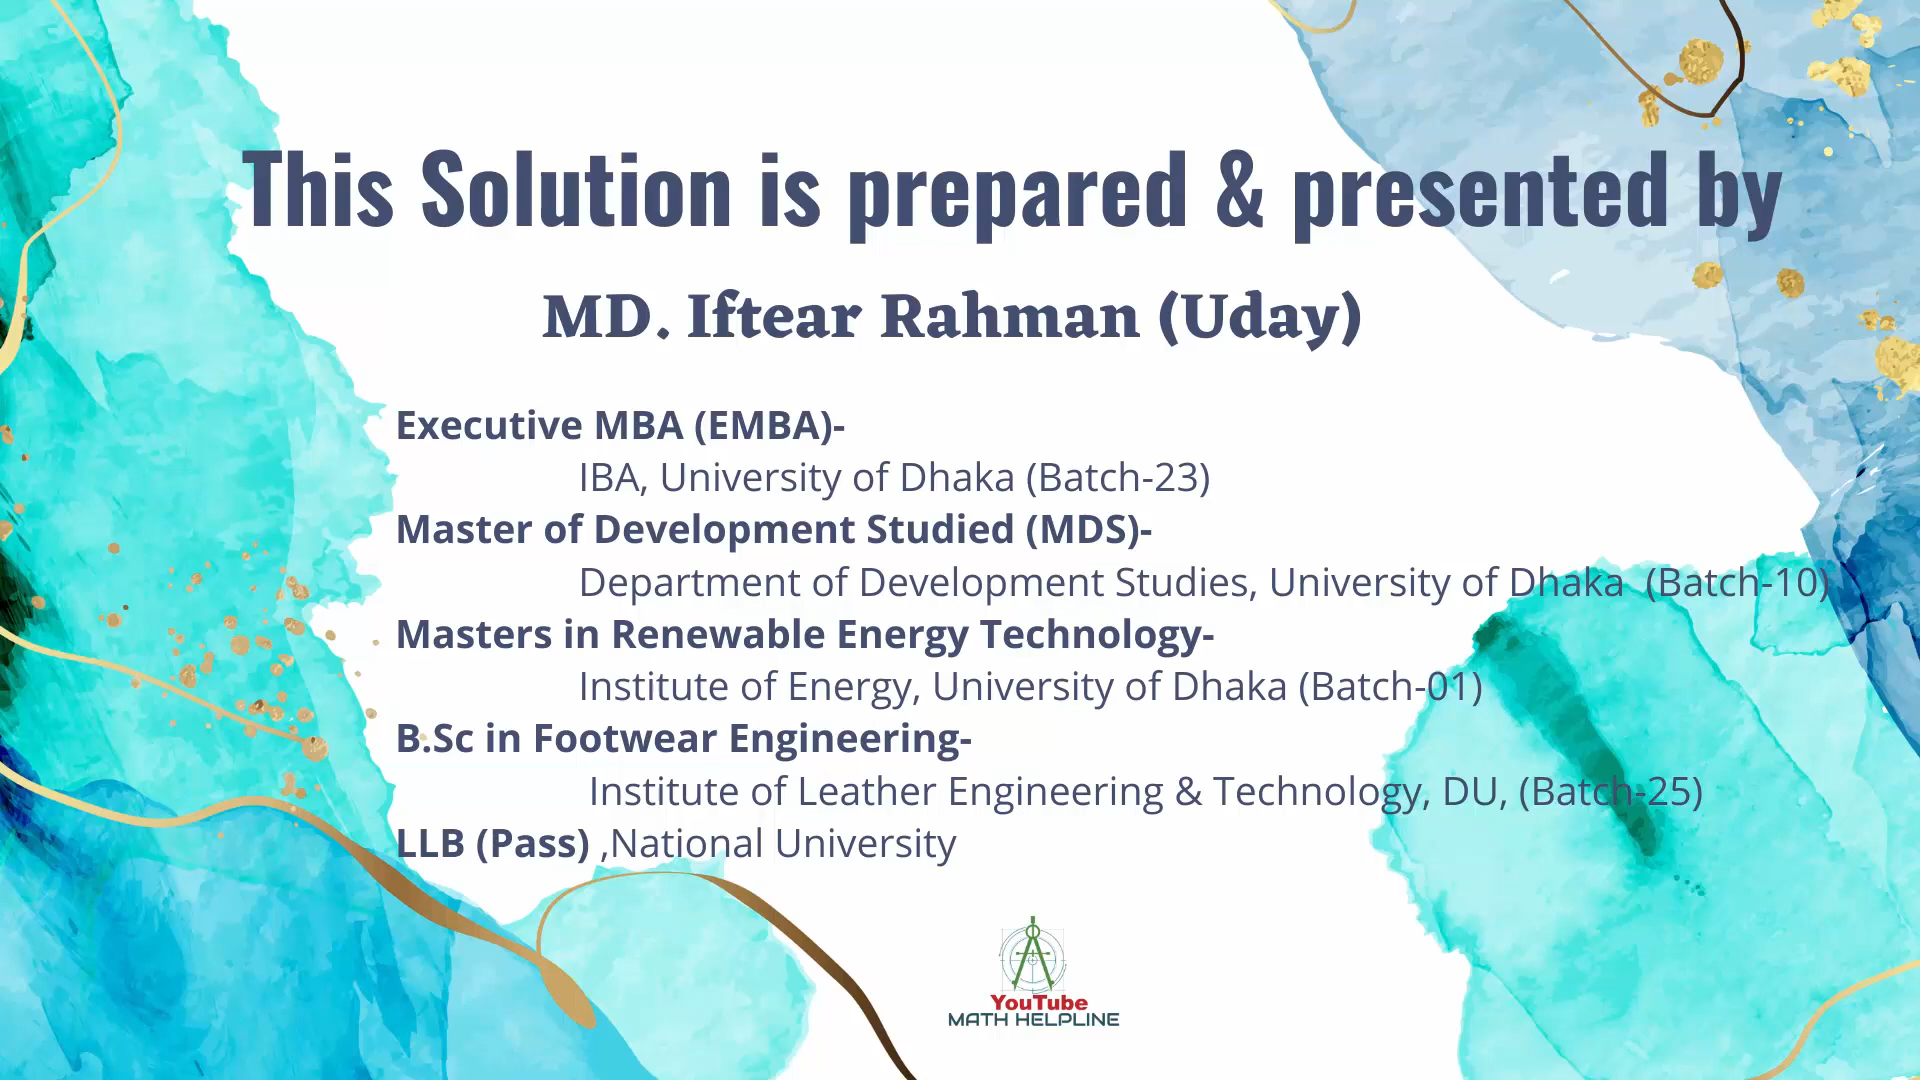 This Solution is prepared & presented by
MD. Iftear Rahman (Uday)
Executive MBA (EMBA)-
IBA, University of Dhaka (Batch-23)
Master of Development Studied (MDS)-
Department of Development Studies, University of Dhaka (Batch-10)
Masters in Renewable Energy Technology-
Institute of Energy, University of Dhaka (Batch-01)
B.Sc in Footwear Engineering-
Institute of Leather Engineering & Technology, DU, (Batch-25)
LLB (Pass) ,National University
YouTube
MATH HELPLINE